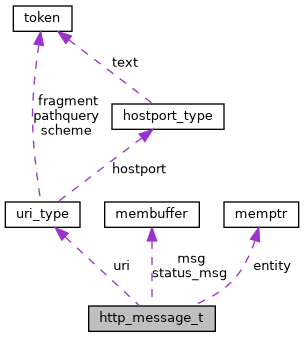 token
text
fragment
pathquery
scheme
hostport_type
hostport
uri_type
membuffer
memptr
uri
msg
status_msg
entity
http_message_t